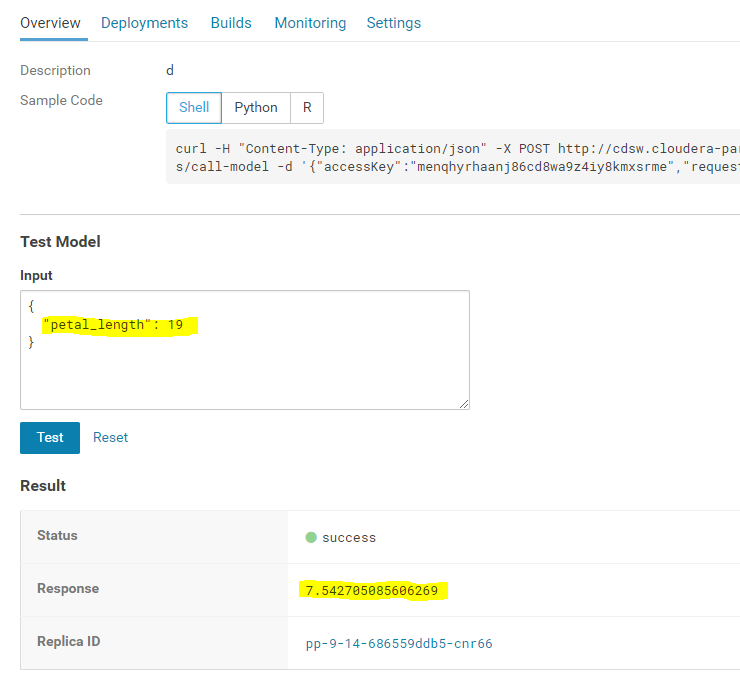 Overview Deployments Builds Monitoring Settings
Description d
Sample Code
Shell Python R
curl -H "Content-Type: application/json" -X POST http://cdsw.cloudera-par
s/call-model -d '{"accessKey":"menqhyrhaanj86cd8wa9z4iy8kmxsrme","request
Test Model
Input
{
"petal_length": 19
}
Test Reset
Result
Status success
Response 7.542705085606269
Replica ID pp-9-14-686559ddb5-cnr66